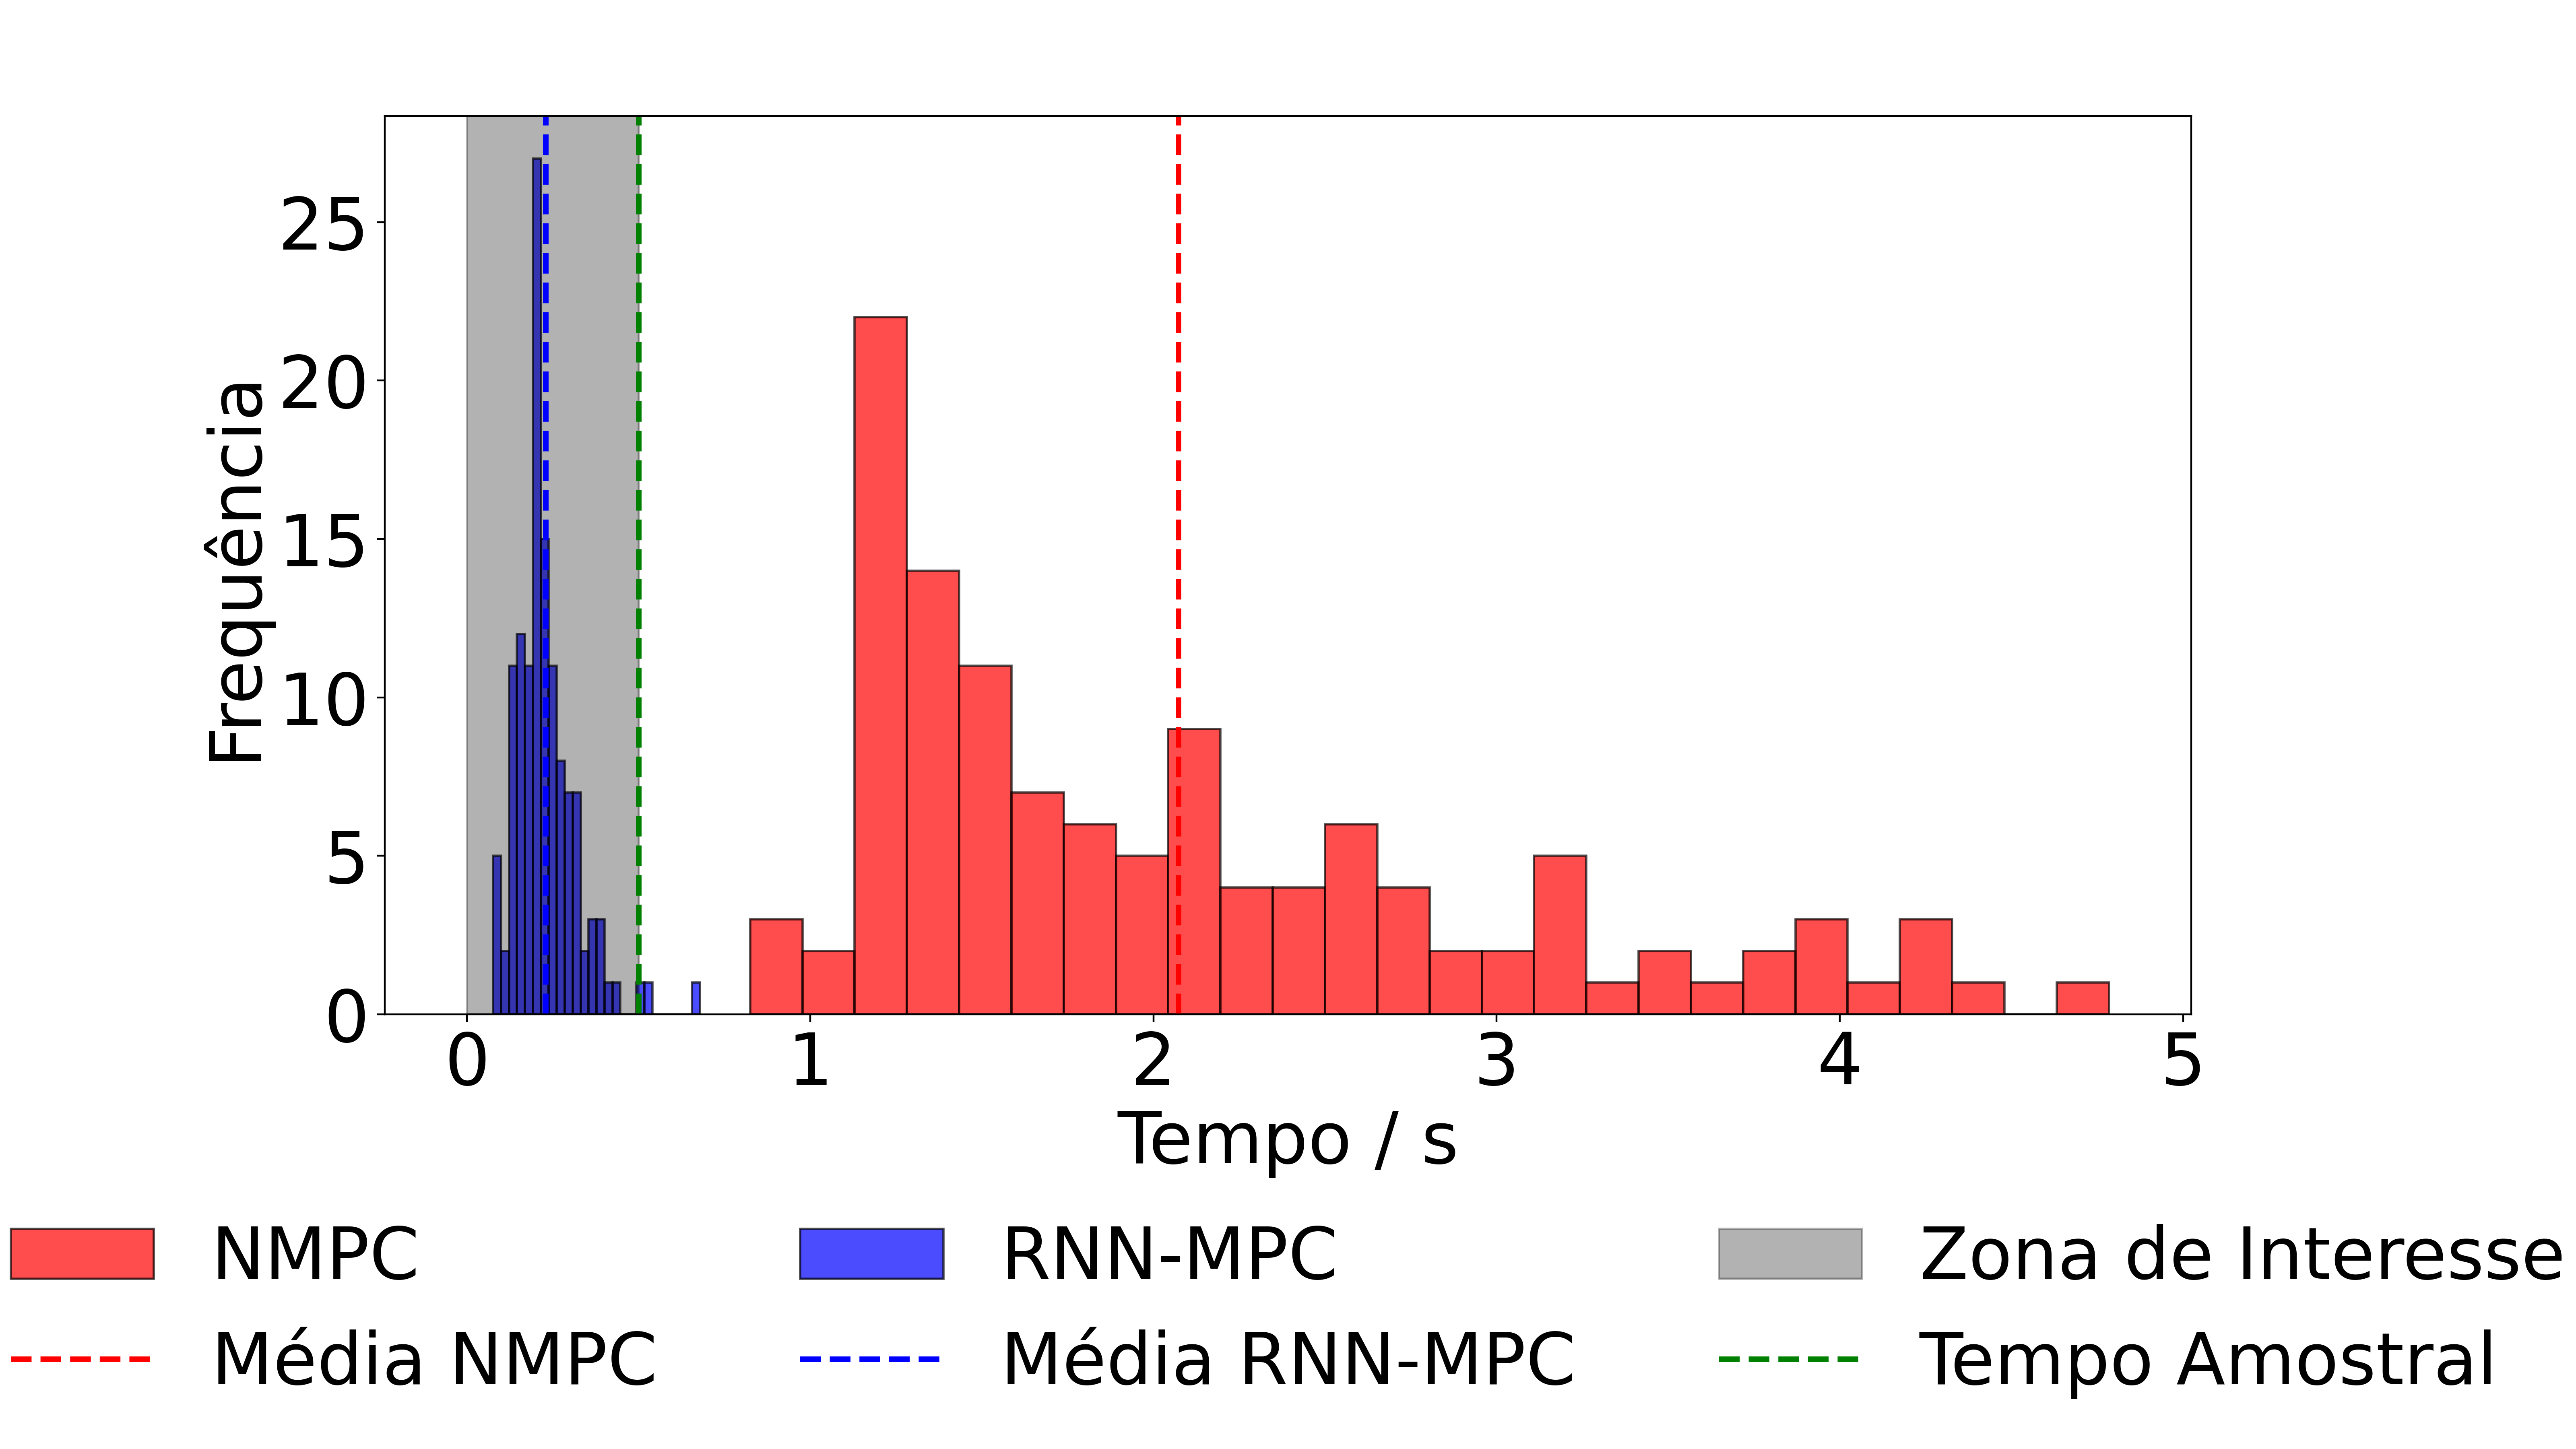 Frequência
25
20
15
10
5
0
0 1 2 3 4 5
Tempo / s
NMPC RNN-MPC Zona de Interesse
Média NMPC Média RNN-MPC Tempo Amostral